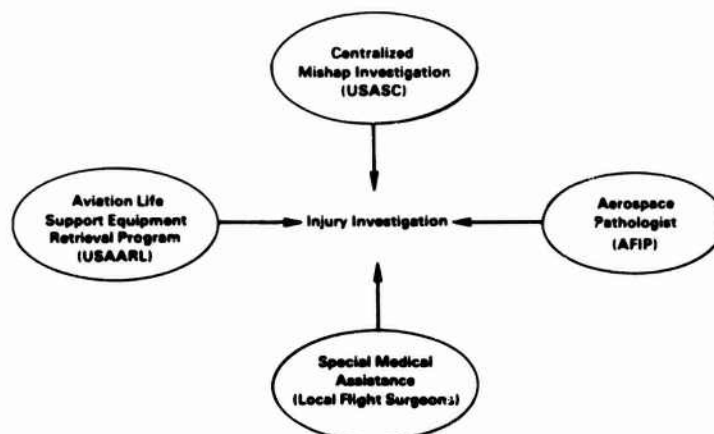 Centralized
Mishap Investigation
(USASC)
Aviation Life
Support Equipment
Retrieval Program
(USAARL)
Injury Investigation
Aerospace
Pathologist
(AFIP)
Special Medical
Assistance
(Local Flight Surgeons)